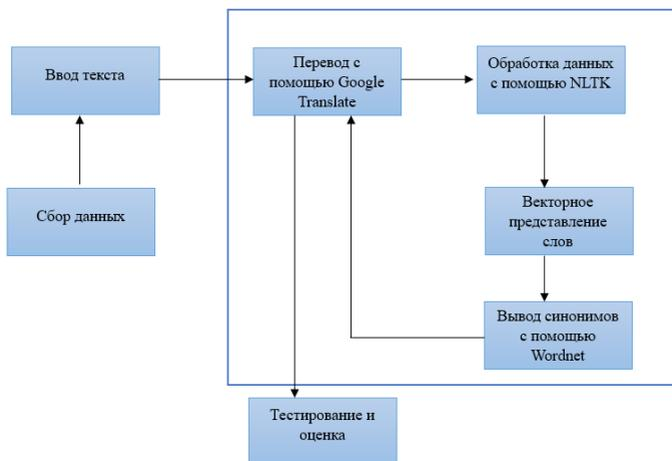 Ввод текста
Перевод с
помощью Google
Translate
Обработка данных
с помощью NLTK
Сбор данных
Векторное
представление
слов
Вывод синонимов
с помощью
Wordnet
Тестирование и
оценка